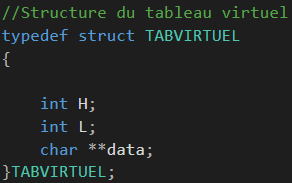 //Structure du tableau virtuel
typedef struct TABVIRTUEL
{
int H;
int L;
char **data;
}TABVIRTUEL;